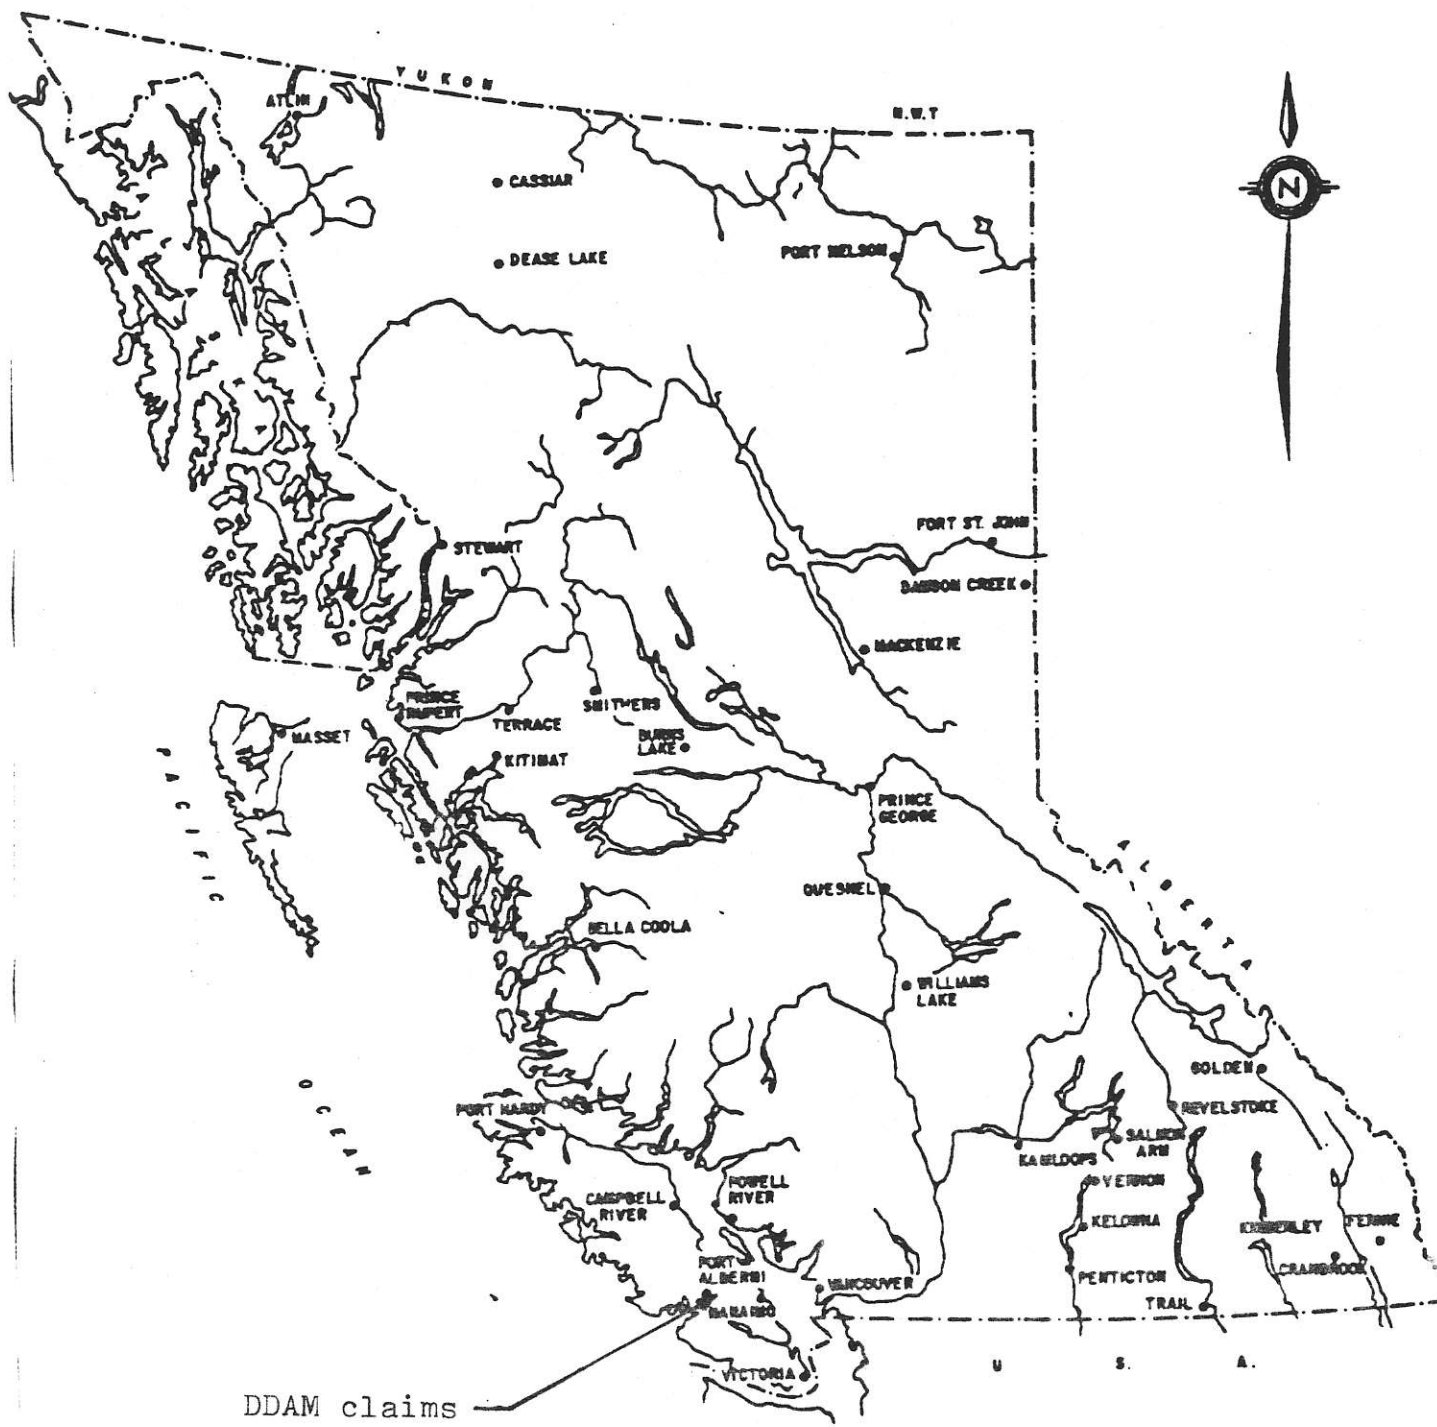 YUKON
N.W.T
ATLIN
CASSIAR
N
DEASE LAKE
FORT NELSON
FORT ST. JOHN
STEWART
DAWSON CREEK
MACKENZIE
PRINCE
RUPERT
SMITHERS
TERRACE
MASSET
BURNS
LAKE
KITIMAT
PACIFIC
PRINCE
GEORGE
ALBERTA
QUESNEL
BELLA COOLA
WILLIAMS
LAKE
GOLDEN
OCEAN
PORT HARDY
REVELSTOKE
SALMON
ARM
KAMLOOPS
VERNON
POWELL
RIVER
CAMPBELL
RIVER
KELOWNA
KIMBERLEY
FERNIE
PORT
ALBERNI
CRANBROOK
PENTICTON
VANCOUVER
NANAIMO
TRAIL
U. S. A.
VICTORIA
DDAM claims